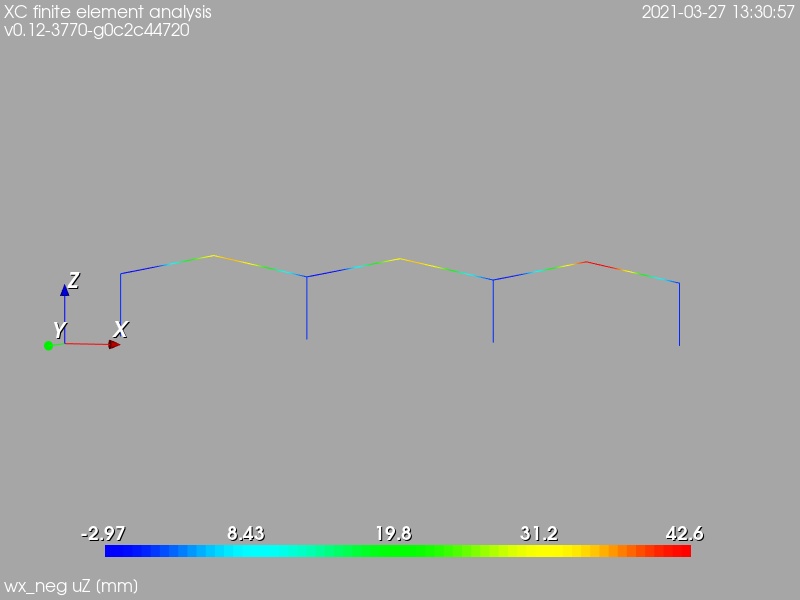 XC finite element analysis
2021-03-27 13:30:57
v0.12-3770-g0c2c44720
Z
Y
X
-2.97 8.43 19.8 31.2 42.6
wx_neg uZ (mm)